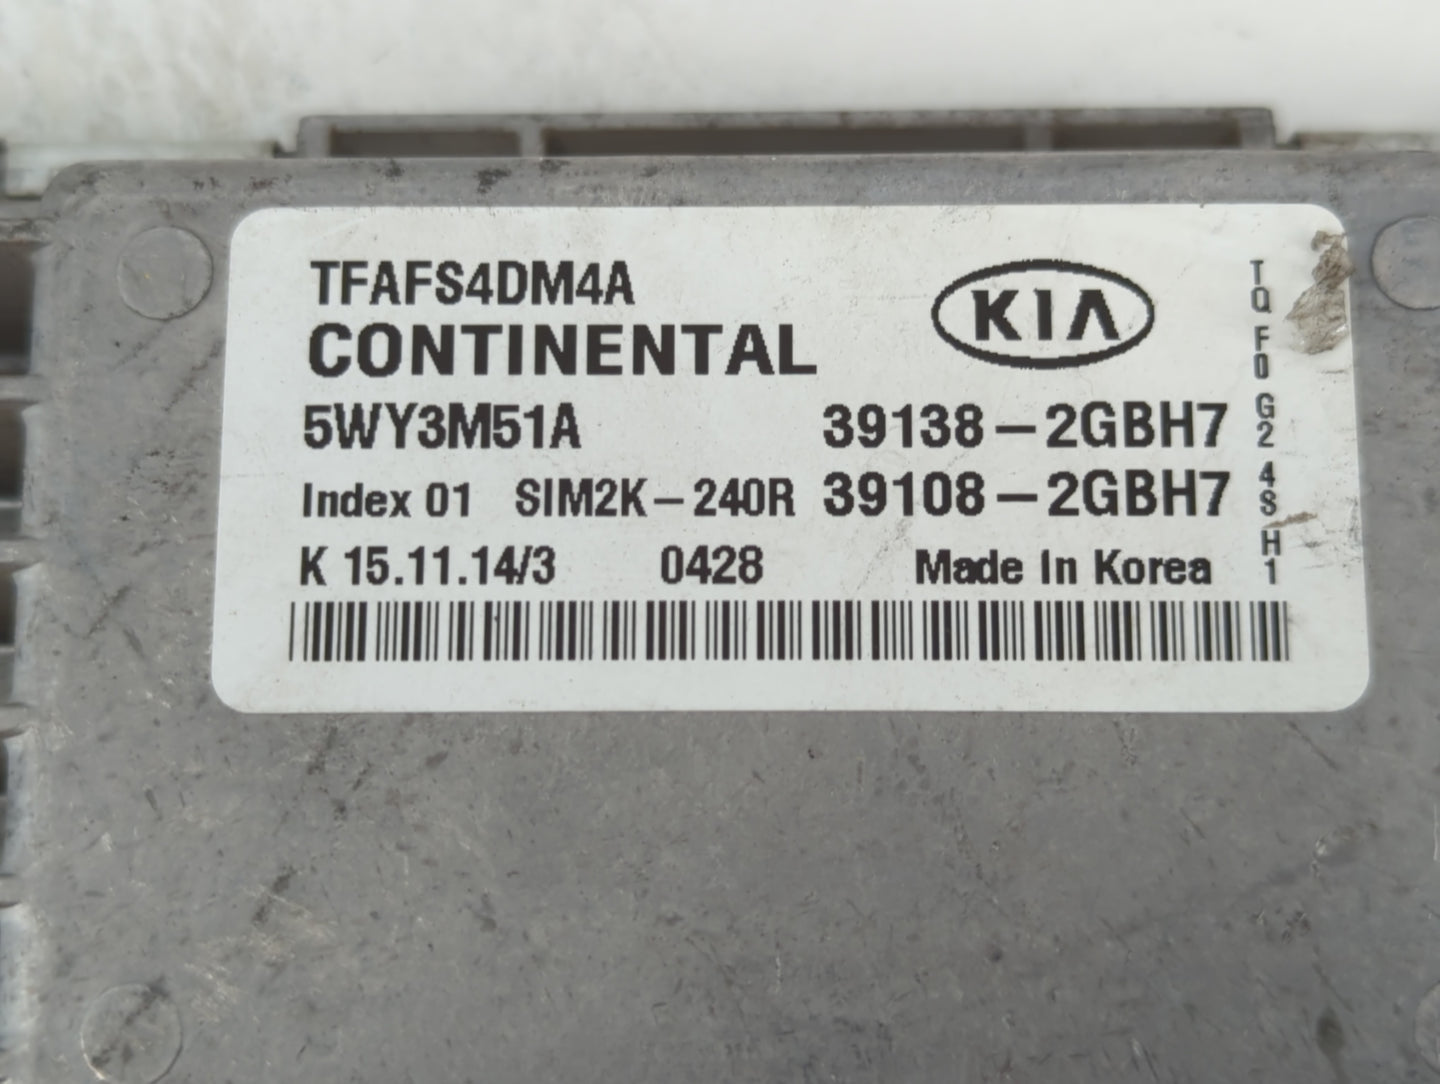 TFAFS4DM4A
CONTINENTAL
KIA
5WY3M51A 39138-2GBH7
Index 01 SIM2K-240R 39108-2GBH7
K 15.11.14/3 0428 Made In Korea
TQ FD G2 4S H1